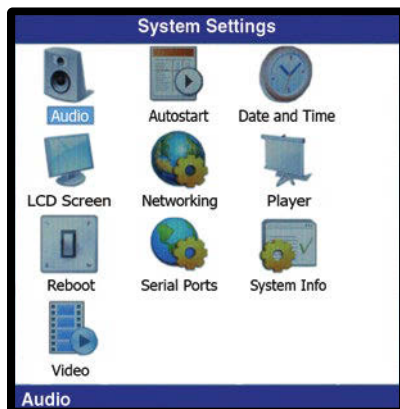 System Settings
Audio Autostart Date and Time
LCD Screen Networking Player
Reboot Serial Ports System Info
Video
Audio